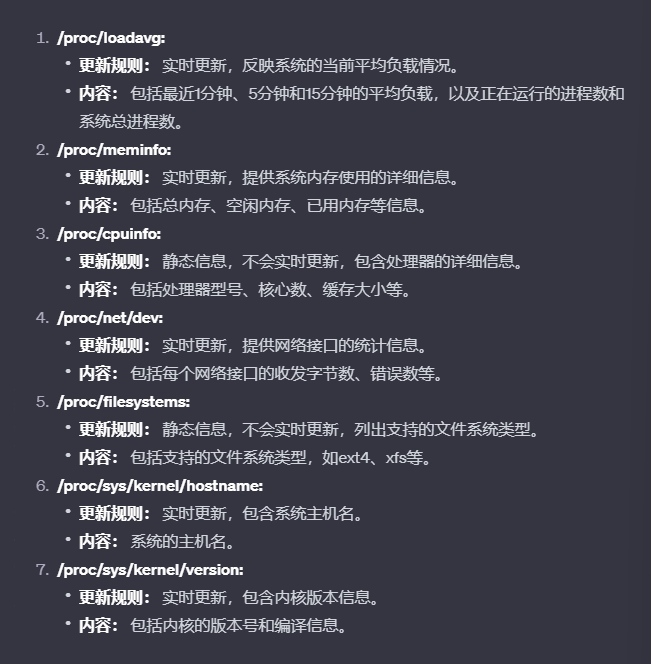 1. /proc/loadavg:
• 更新规则： 实时更新，反映系统的当前平均负载情况。
• 内容： 包括最近1分钟、5分钟和15分钟的平均负载，以及正在运行的进程数和
系统总进程数。
2. /proc/meminfo:
• 更新规则： 实时更新，提供系统内存使用的详细信息。
• 内容： 包括总内存、空闲内存、已用内存等信息。
3. /proc/cpuinfo:
• 更新规则： 静态信息，不会实时更新，包含处理器的详细信息。
• 内容： 包括处理器型号、核心数、缓存大小等。
4. /proc/net/dev:
• 更新规则： 实时更新，提供网络接口的统计信息。
• 内容： 包括每个网络接口的收发字节数、错误数等。
5. /proc/filesystems:
• 更新规则： 静态信息，不会实时更新，列出支持的文件系统类型。
• 内容： 包括支持的文件系统类型，如ext4、xfs等。
6. /proc/sys/kernel/hostname:
• 更新规则： 实时更新，包含系统主机名。
• 内容： 系统的主机名。
7. /proc/sys/kernel/version:
• 更新规则： 实时更新，包含内核版本信息。
• 内容： 包括内核的版本号和编译信息。